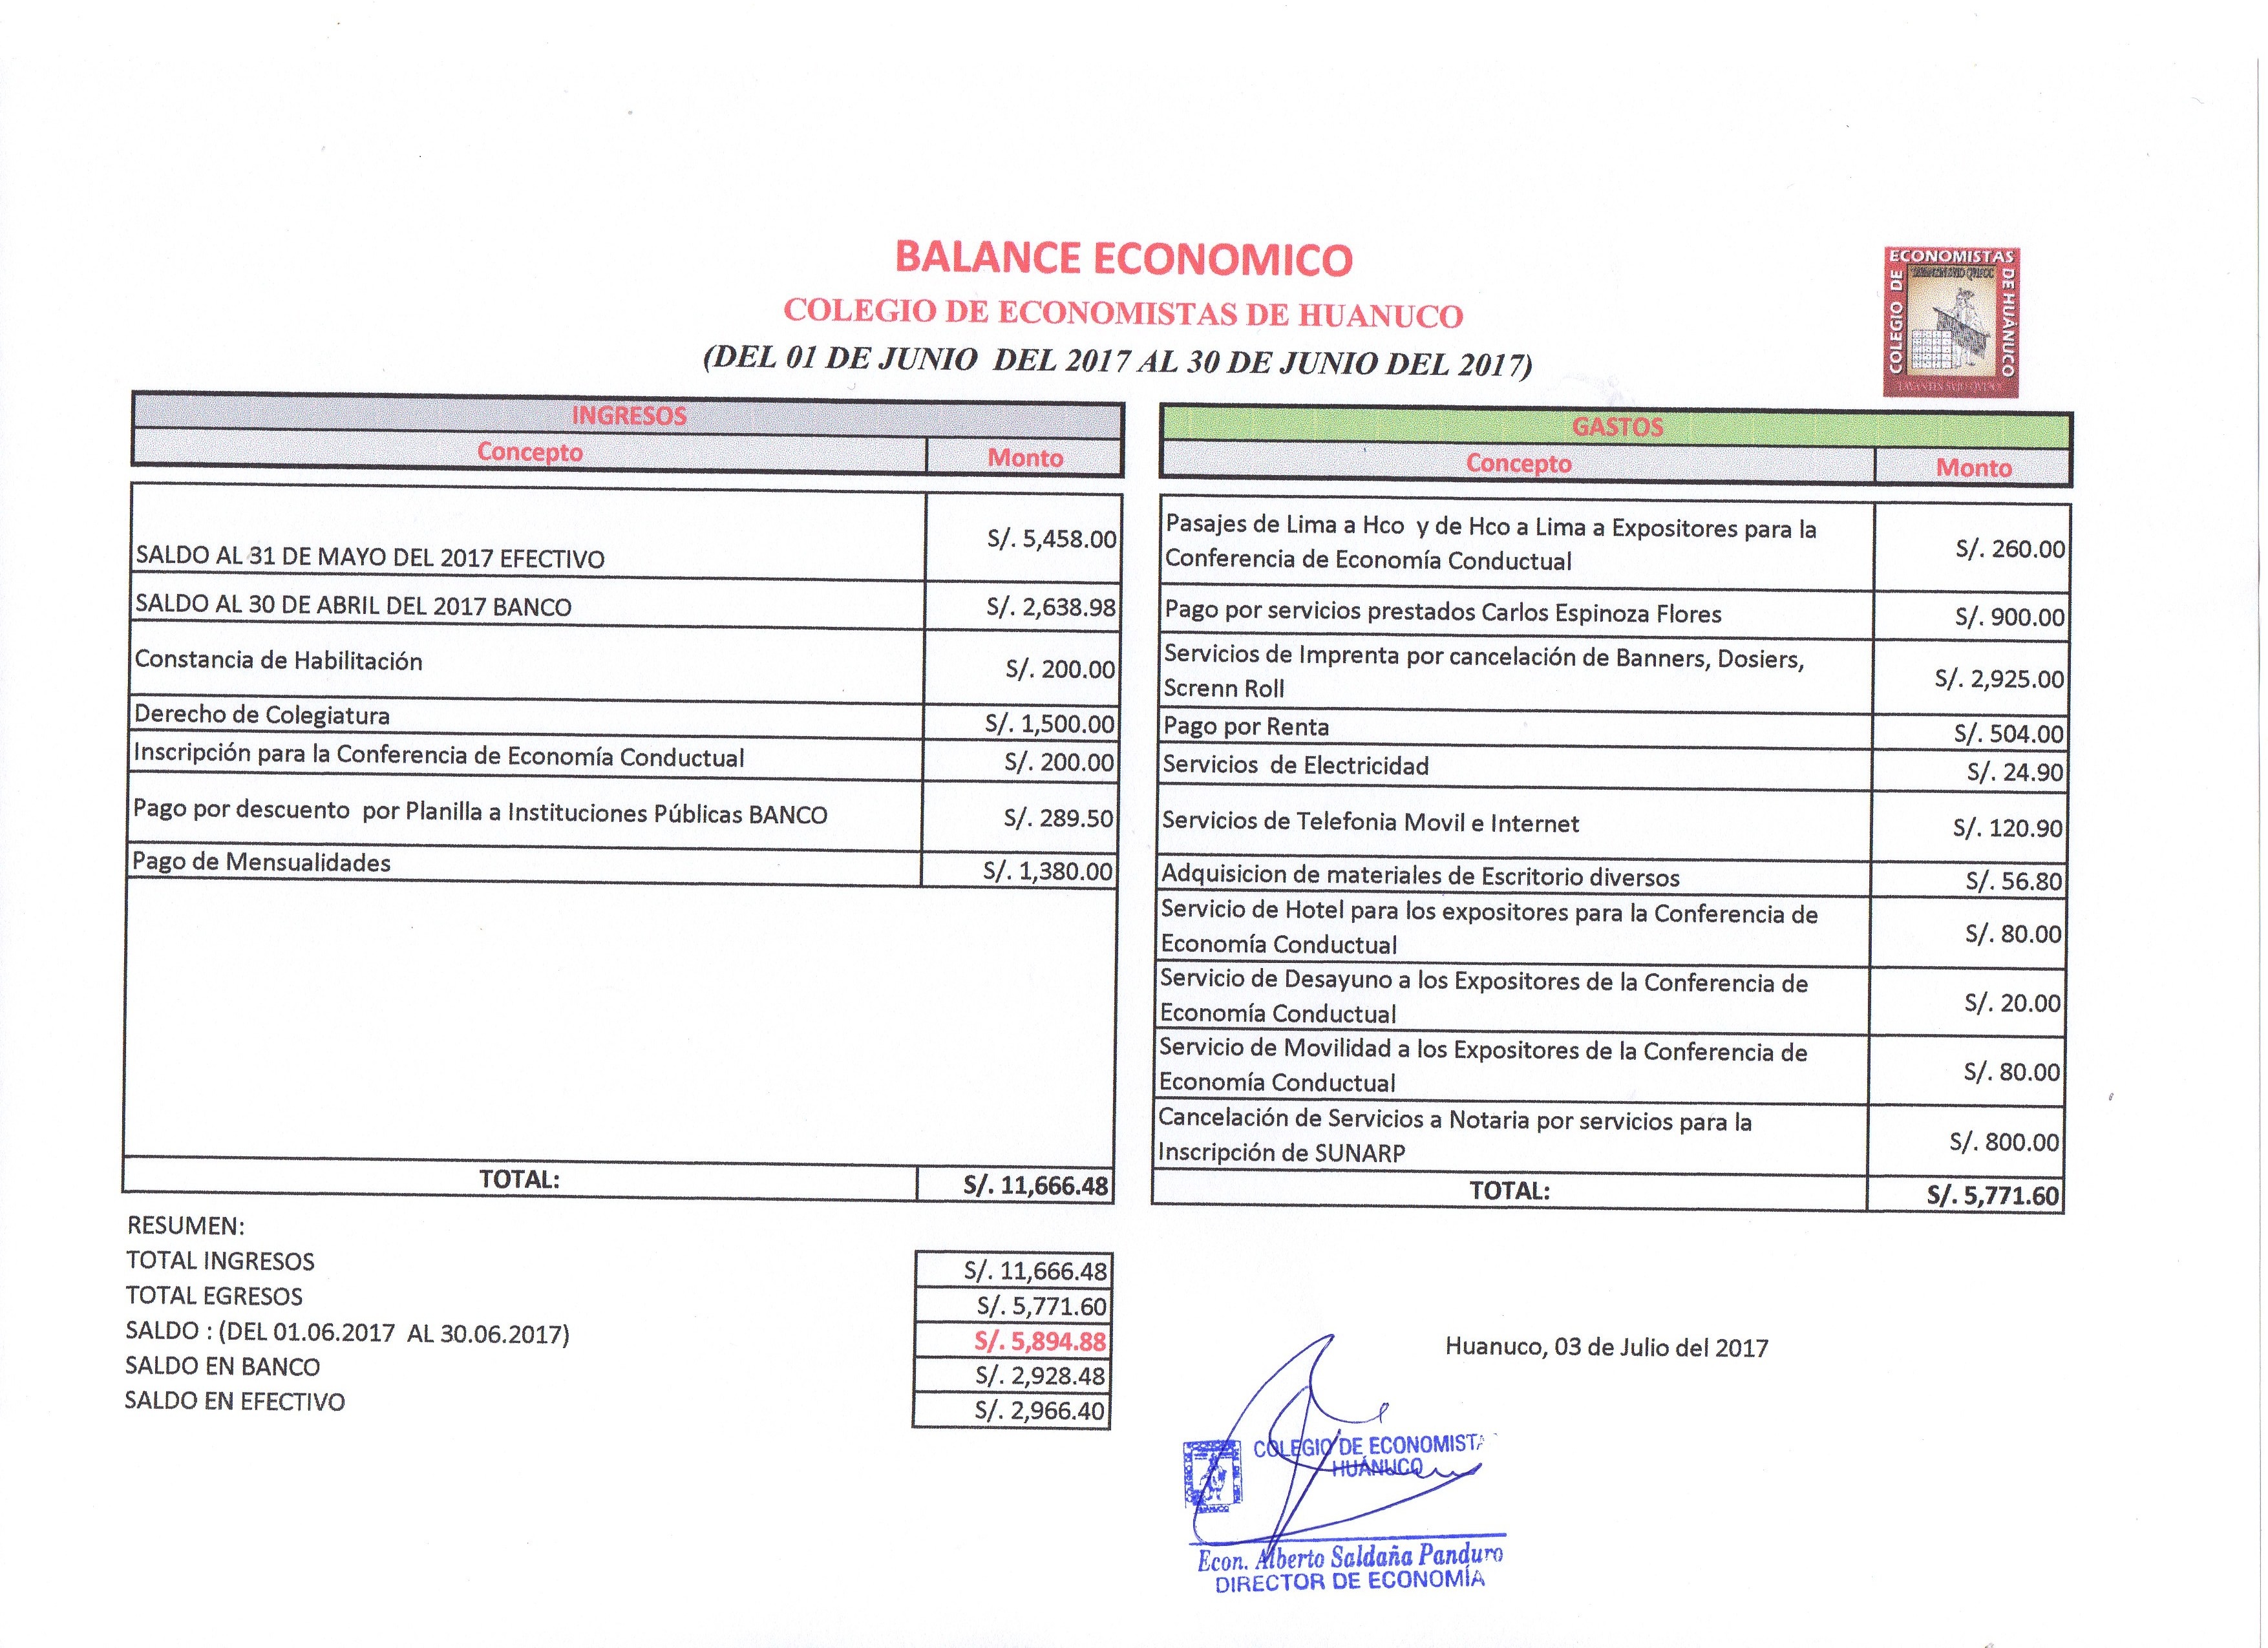 BALANCE ECONOMICO
COLEGIO DE ECONOMISTAS DE HUANUCO
(DEL 01 DE JUNIO DEL 2017 AL 30 DE JUNIO DEL 2017)
ECONOMISTAS
COLEGIO DE
DE HUÁNUCO
INGRESOS
Concepto Monto
SALDO AL 31 DE MAYO DEL 2017 EFECTIVO S/. 5,458.00
SALDO AL 30 DE ABRIL DEL 2017 BANCO S/. 2,638.98
Constancia de Habilitación S/. 200.00
Derecho de Colegiatura S/. 1,500.00
Inscripción para la Conferencia de Economía Conductual S/. 200.00
Pago por descuento por Planilla a Instituciones Públicas BANCO S/. 289.50
Pago de Mensualidades S/. 1,380.00
TOTAL: S/. 11,666.48
GASTOS
Concepto Monto
Pasajes de Lima a Hco y de Hco a Lima a Expositores para la
Conferencia de Economía Conductual S/. 260.00
Pago por servicios prestados Carlos Espinoza Flores S/. 900.00
Servicios de Imprenta por cancelación de Banners, Dosiers,
Screnn Roll S/. 2,925.00
Pago por Renta S/. 504.00
Servicios de Electricidad S/. 24.90
Servicios de Telefonia Movil e Internet S/. 120.90
Adquisicion de materiales de Escritorio diversos S/. 56.80
Servicio de Hotel para los expositores para la Conferencia de
Economía Conductual S/. 80.00
Servicio de Desayuno a los Expositores de la Conferencia de
Economía Conductual S/. 20.00
Servicio de Movilidad a los Expositores de la Conferencia de
Economía Conductual S/. 80.00
Cancelación de Servicios a Notaria por servicios para la
Inscripción de SUNARP S/. 800.00
TOTAL: S/. 5,771.60
RESUMEN:
TOTAL INGRESOS S/. 11,666.48
TOTAL EGRESOS S/. 5,771.60
SALDO : (DEL 01.06.2017 AL 30.06.2017) S/. 5,894.88
SALDO EN BANCO S/. 2,928.48
SALDO EN EFECTIVO S/. 2,966.40
Huanuco, 03 de Julio del 2017
COLEGIO DE ECONOMISTA
HUÁNUCO
Econ. Alberto Saldaña Panduro
DIRECTOR DE ECONOMÍA